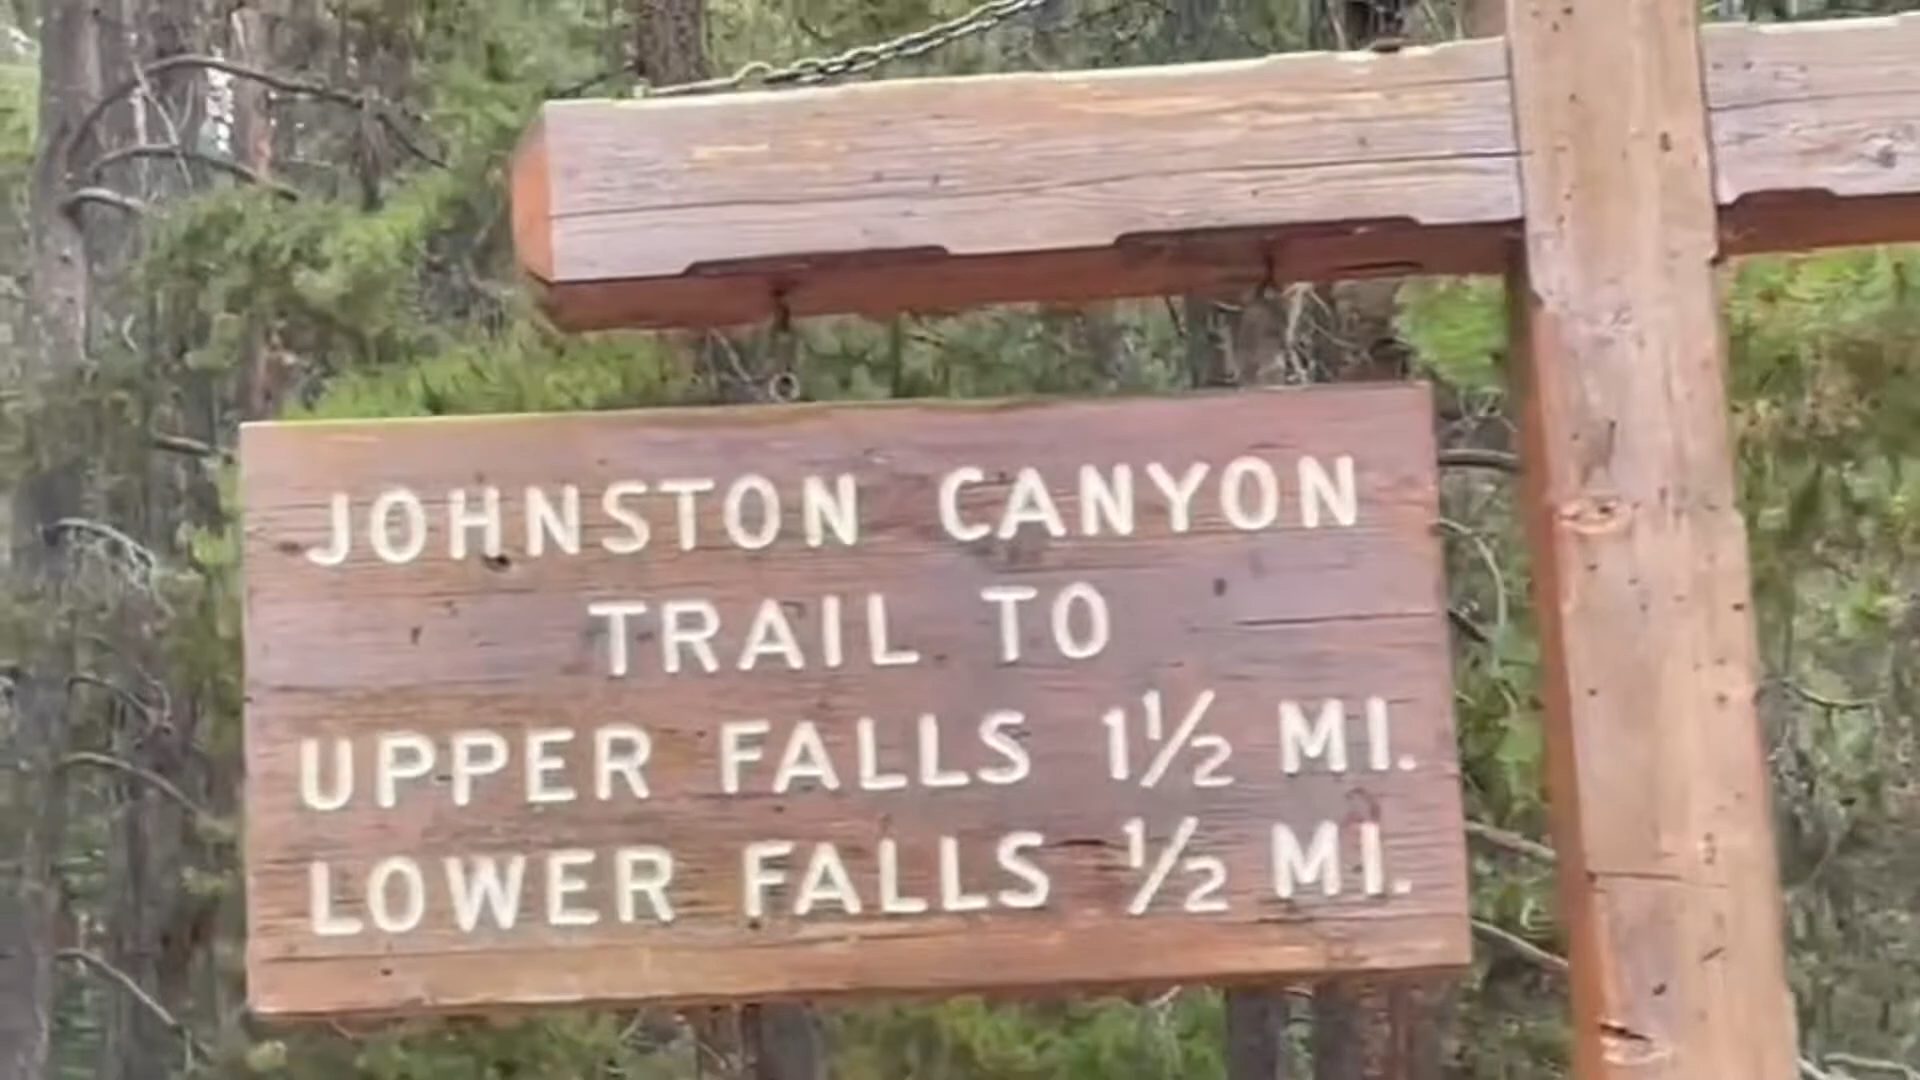 JOHNSTON CANYON
TRAIL TO
UPPER FALLS 1½ MI.
LOWER FALLS ½ MI.